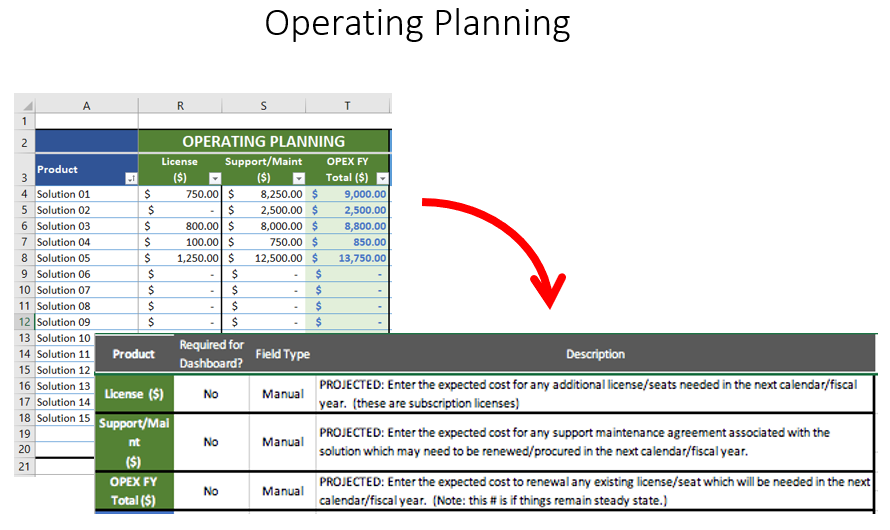 Operating Planning
A R S T
1
2 OPERATING PLANNING
3 Product License ($) Support/Maint ($) OPEX FY Total ($)
4 Solution 01 $ 750.00 $ 8,250.00 $ 9,000.00
5 Solution 02 $ - $ 2,500.00 $ 2,500.00
6 Solution 03 $ 800.00 $ 8,000.00 $ 8,800.00
7 Solution 04 $ 100.00 $ 750.00 $ 850.00
8 Solution 05 $ 1,250.00 $ 12,500.00 $ 13,750.00
9 Solution 06 $ - $ - $ -
10 Solution 07 $ - $ - $ -
11 Solution 08 $ - $ - $ -
12 Solution 09 $ - $ - $ -
13 Solution 10
14 Solution 11
15 Solution 12
16 Solution 13
17 Solution 14
18 Solution 15
19
20
21
Product Required for Dashboard? Field Type Description
License ($) No Manual PROJECTED: Enter the expected cost for any additional license/seats needed in the next calendar/fiscal
year. (these are subscription licenses)
Support/Mai
nt
($)
No Manual PROJECTED: Enter the expected cost for any support maintenance agreement associated with the
solution which may need to be renewed/procured in the next calendar/fiscal year.
OPEX FY
Total ($)
No Manual PROJECTED: Enter the expected cost to renewal any existing license/seat which will be needed in the next
calendar/fiscal year. (Note: this # is if things remain steady state.)